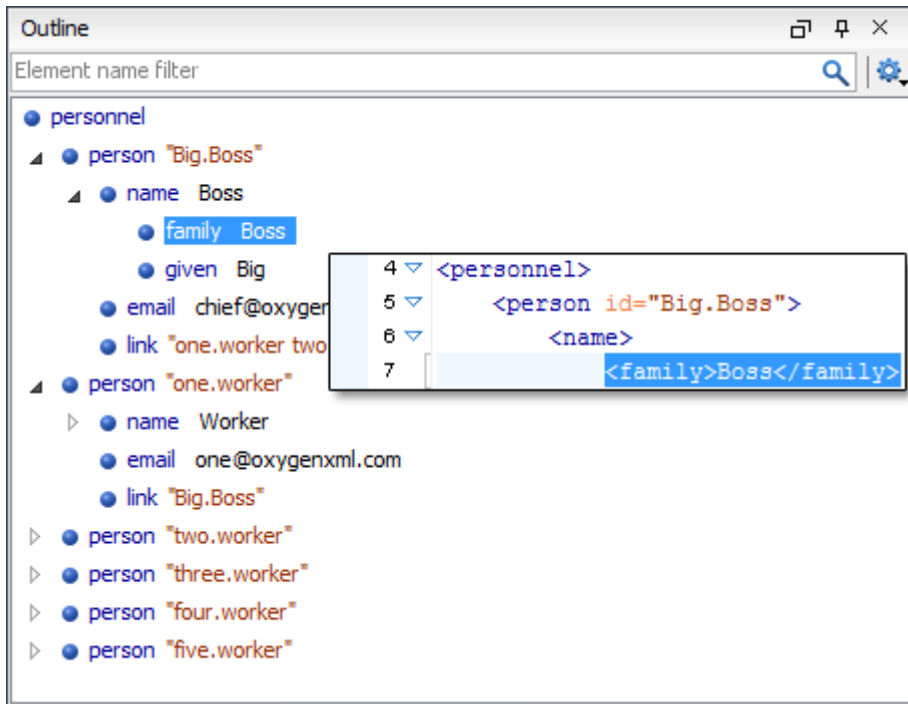 Outline
Element name filter
personnel
person "Big.Boss"
name Boss
family Boss
given Big
email chief@oxygen
link "one.worker two
4 <personnel>
5 <person id="Big.Boss">
6 <name>
7 <family>Boss</family>
person "one.worker"
name Worker
email one@oxygenxml.com
link "Big.Boss"
person "two.worker"
person "three.worker"
person "four.worker"
person "five.worker"